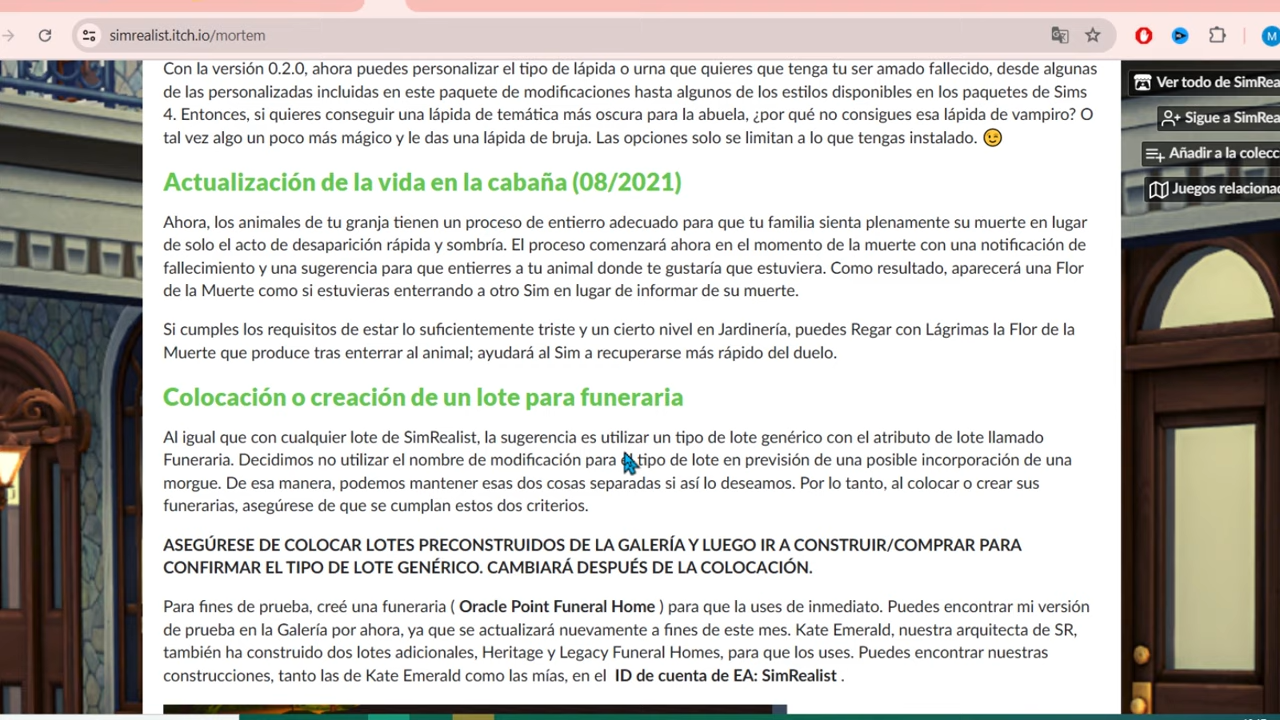 simrealist.itch.io/mortem
M
Con la versión 0.2.0, ahora puedes personalizar el tipo de lápida o urna que quieres que tenga tu ser amado fallecido, desde algunas
de las personalizadas incluidas en este paquete de modificaciones hasta algunos de los estilos disponibles en los paquetes de Sims
4. Entonces, si quieres conseguir una lápida de temática más oscura para la abuela, ¿por qué no consigues esa lápida de vampiro? O
tal vez algo un poco más mágico y le das una lápida de bruja. Las opciones solo se limitan a lo que tengas instalado. 😉
Ver todo de SimRea
Sigue a SimRea
Añadir a la colecc
Juegos relaciona
Actualización de la vida en la cabaña (08/2021)
Ahora, los animales de tu granja tienen un proceso de entierro adecuado para que tu familia sienta plenamente su muerte en lugar
de solo el acto de desaparición rápida y sombría. El proceso comenzará ahora en el momento de la muerte con una notificación de
fallecimiento y una sugerencia para que entierres a tu animal donde te gustaría que estuviera. Como resultado, aparecerá una Flor
de la Muerte como si estuvieras enterrando a otro Sim en lugar de informar de su muerte.
Si cumples los requisitos de estar lo suficientemente triste y un cierto nivel en Jardinería, puedes Regar con Lágrimas la Flor de la
Muerte que produce tras enterrar al animal; ayudará al Sim a recuperarse más rápido del duelo.
Colocación o creación de un lote para funeraria
Al igual que con cualquier lote de SimRealist, la sugerencia es utilizar un tipo de lote genérico con el atributo de lote llamado
Funeraria. Decidimos no utilizar el nombre de modificación para el tipo de lote en previsión de una posible incorporación de una
morgue. De esa manera, podemos mantener esas dos cosas separadas si así lo deseamos. Por lo tanto, al colocar o crear sus
funerarias, asegúrese de que se cumplan estos dos criterios.
ASEGÚRESE DE COLOCAR LOTES PRECONSTRUIDOS DE LA GALERÍA Y LUEGO IR A CONSTRUIR/COMPRAR PARA
CONFIRMAR EL TIPO DE LOTE GENÉRICO. CAMBIARÁ DESPUÉS DE LA COLOCACIÓN.
Para fines de prueba, creé una funeraria ( Oracle Point Funeral Home ) para que la uses de inmediato. Puedes encontrar mi versión
de prueba en la Galería por ahora, ya que se actualizará nuevamente a fines de este mes. Kate Emerald, nuestra arquitecta de SR,
también ha construido dos lotes adicionales, Heritage y Legacy Funeral Homes, para que los uses. Puedes encontrar nuestras
construcciones, tanto las de Kate Emerald como las mías, en el ID de cuenta de EA: SimRealist .